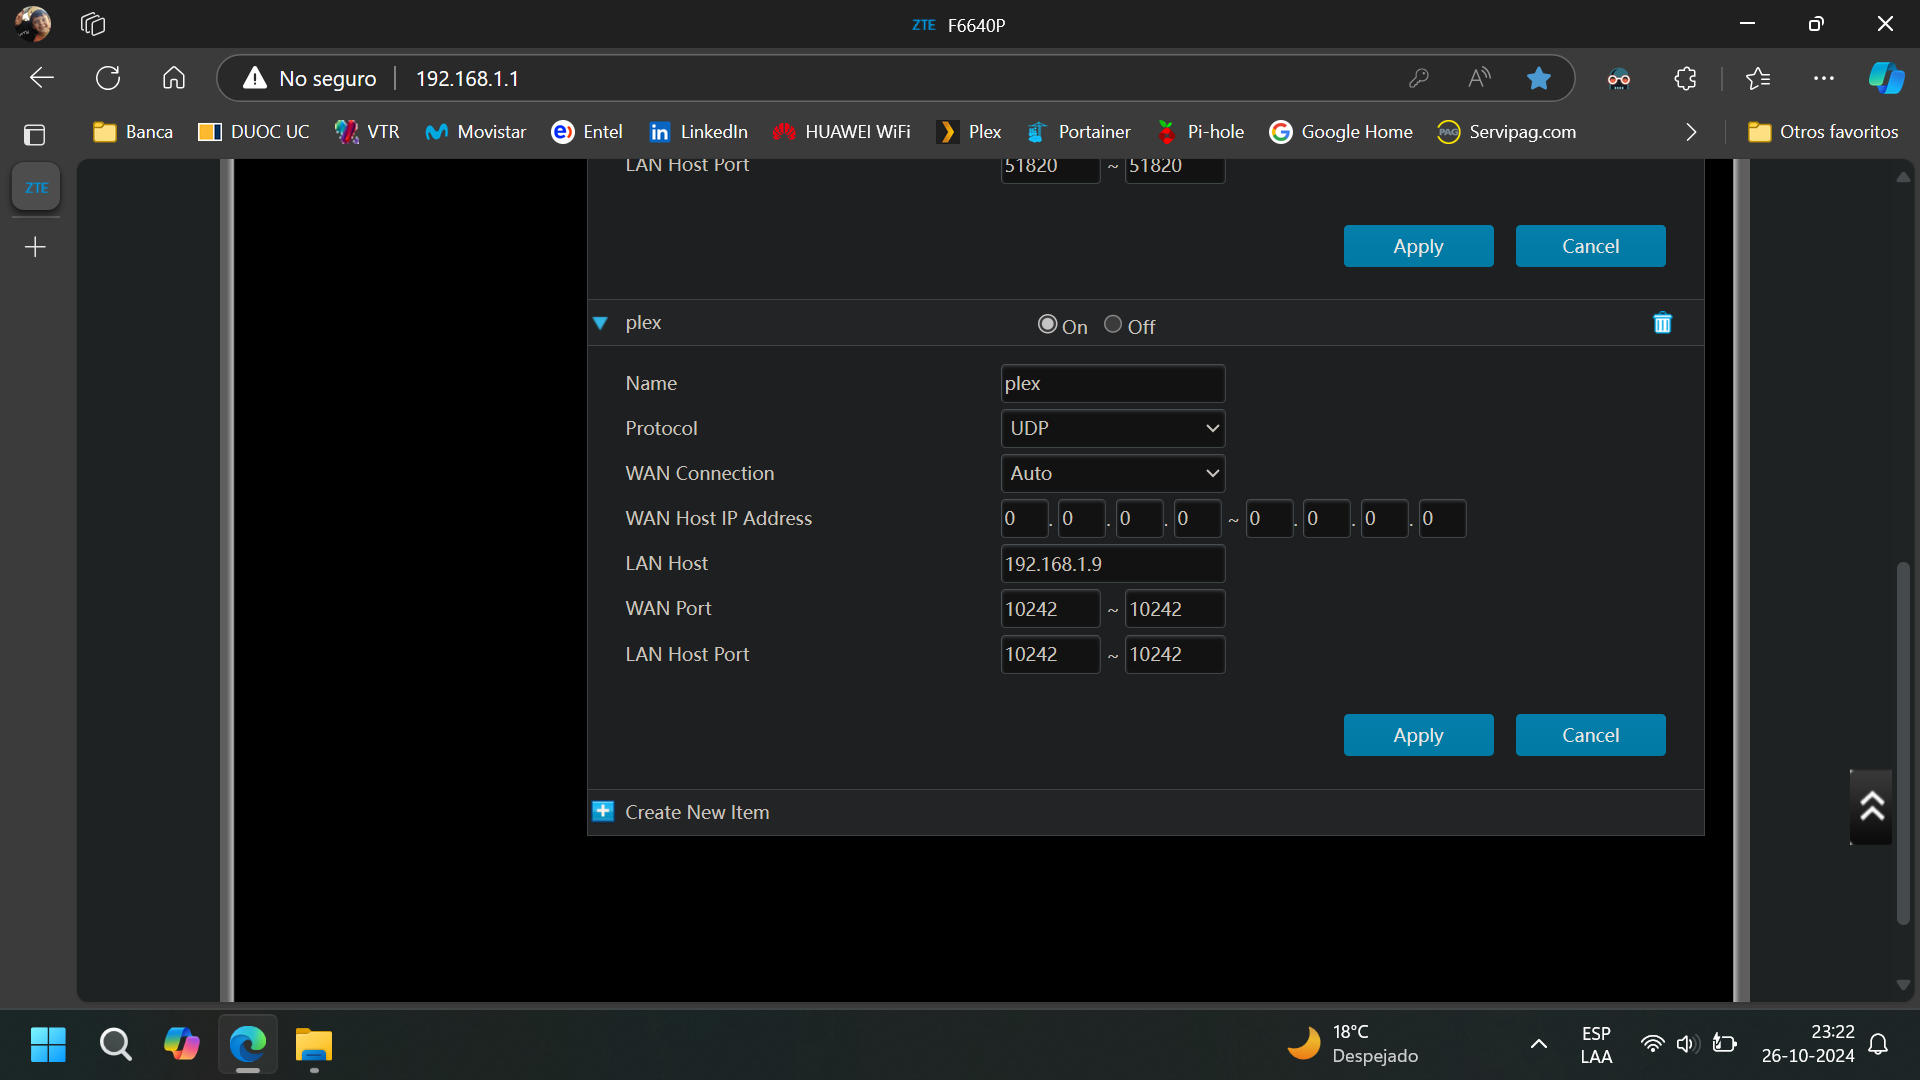 ZTE F6640P
No seguro 192.168.1.1
Banca DUOC UC VTR Movistar Entel LinkedIn HUAWEI WiFi Plex Portainer Pi-hole Google Home Servipag.com Otros favoritos
ZTE
LAN Host Port 51820 ~ 51820
Apply Cancel
plex On Off
Name plex
Protocol UDP
WAN Connection Auto
WAN Host IP Address 0 . 0 . 0 . 0 ~ 0 . 0 . 0 . 0
LAN Host 192.168.1.9
WAN Port 10242 ~ 10242
LAN Host Port 10242 ~ 10242
Apply Cancel
Create New Item
18°C
Despejado
ESP
LAA
23:22
26-10-2024